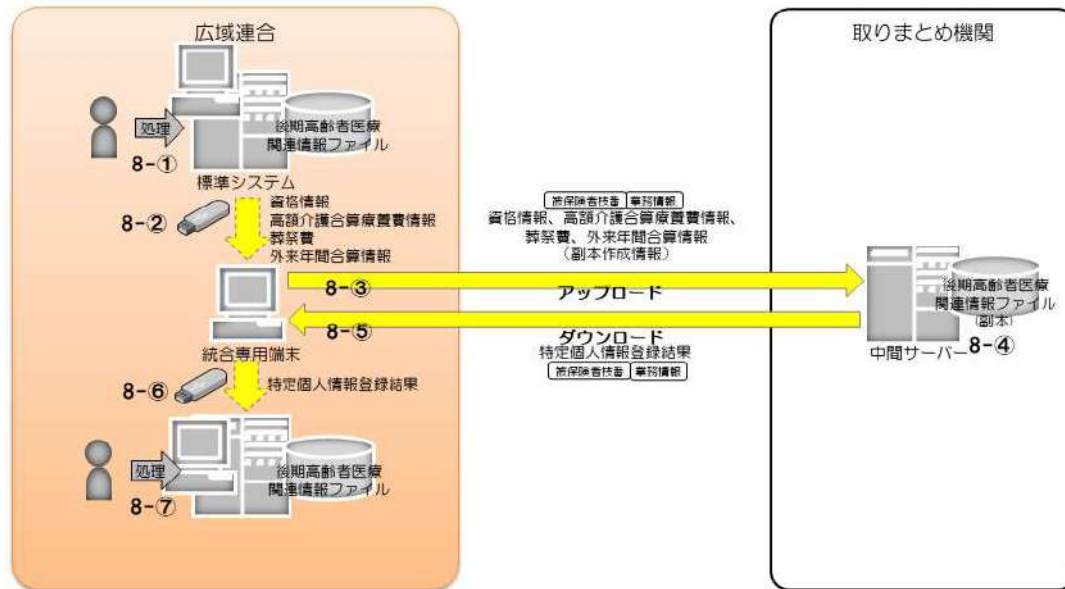 広域連合
処理
8-①
後期高齢者医療
関連情報ファイル
標準システム
8-②
資格情報
高額介護合算療養費情報
葬祭費
外来年間合算情報
8-③
8-⑤
統合専用端末
8-⑥
特定個人情報登録結果
処理
8-⑦
後期高齢者医療
関連情報ファイル
被保険者枝番 業務情報
資格情報、高額介護合算療養費情報、
葬祭費、外来年間合算情報
(副本作成情報)
アップロード
ダウンロード
特定個人情報登録結果
被保険者枝番 業務情報
取りまとめ機関
後期高齢者医療
関連情報ファイル
(副本)
中間サーバー
8-④